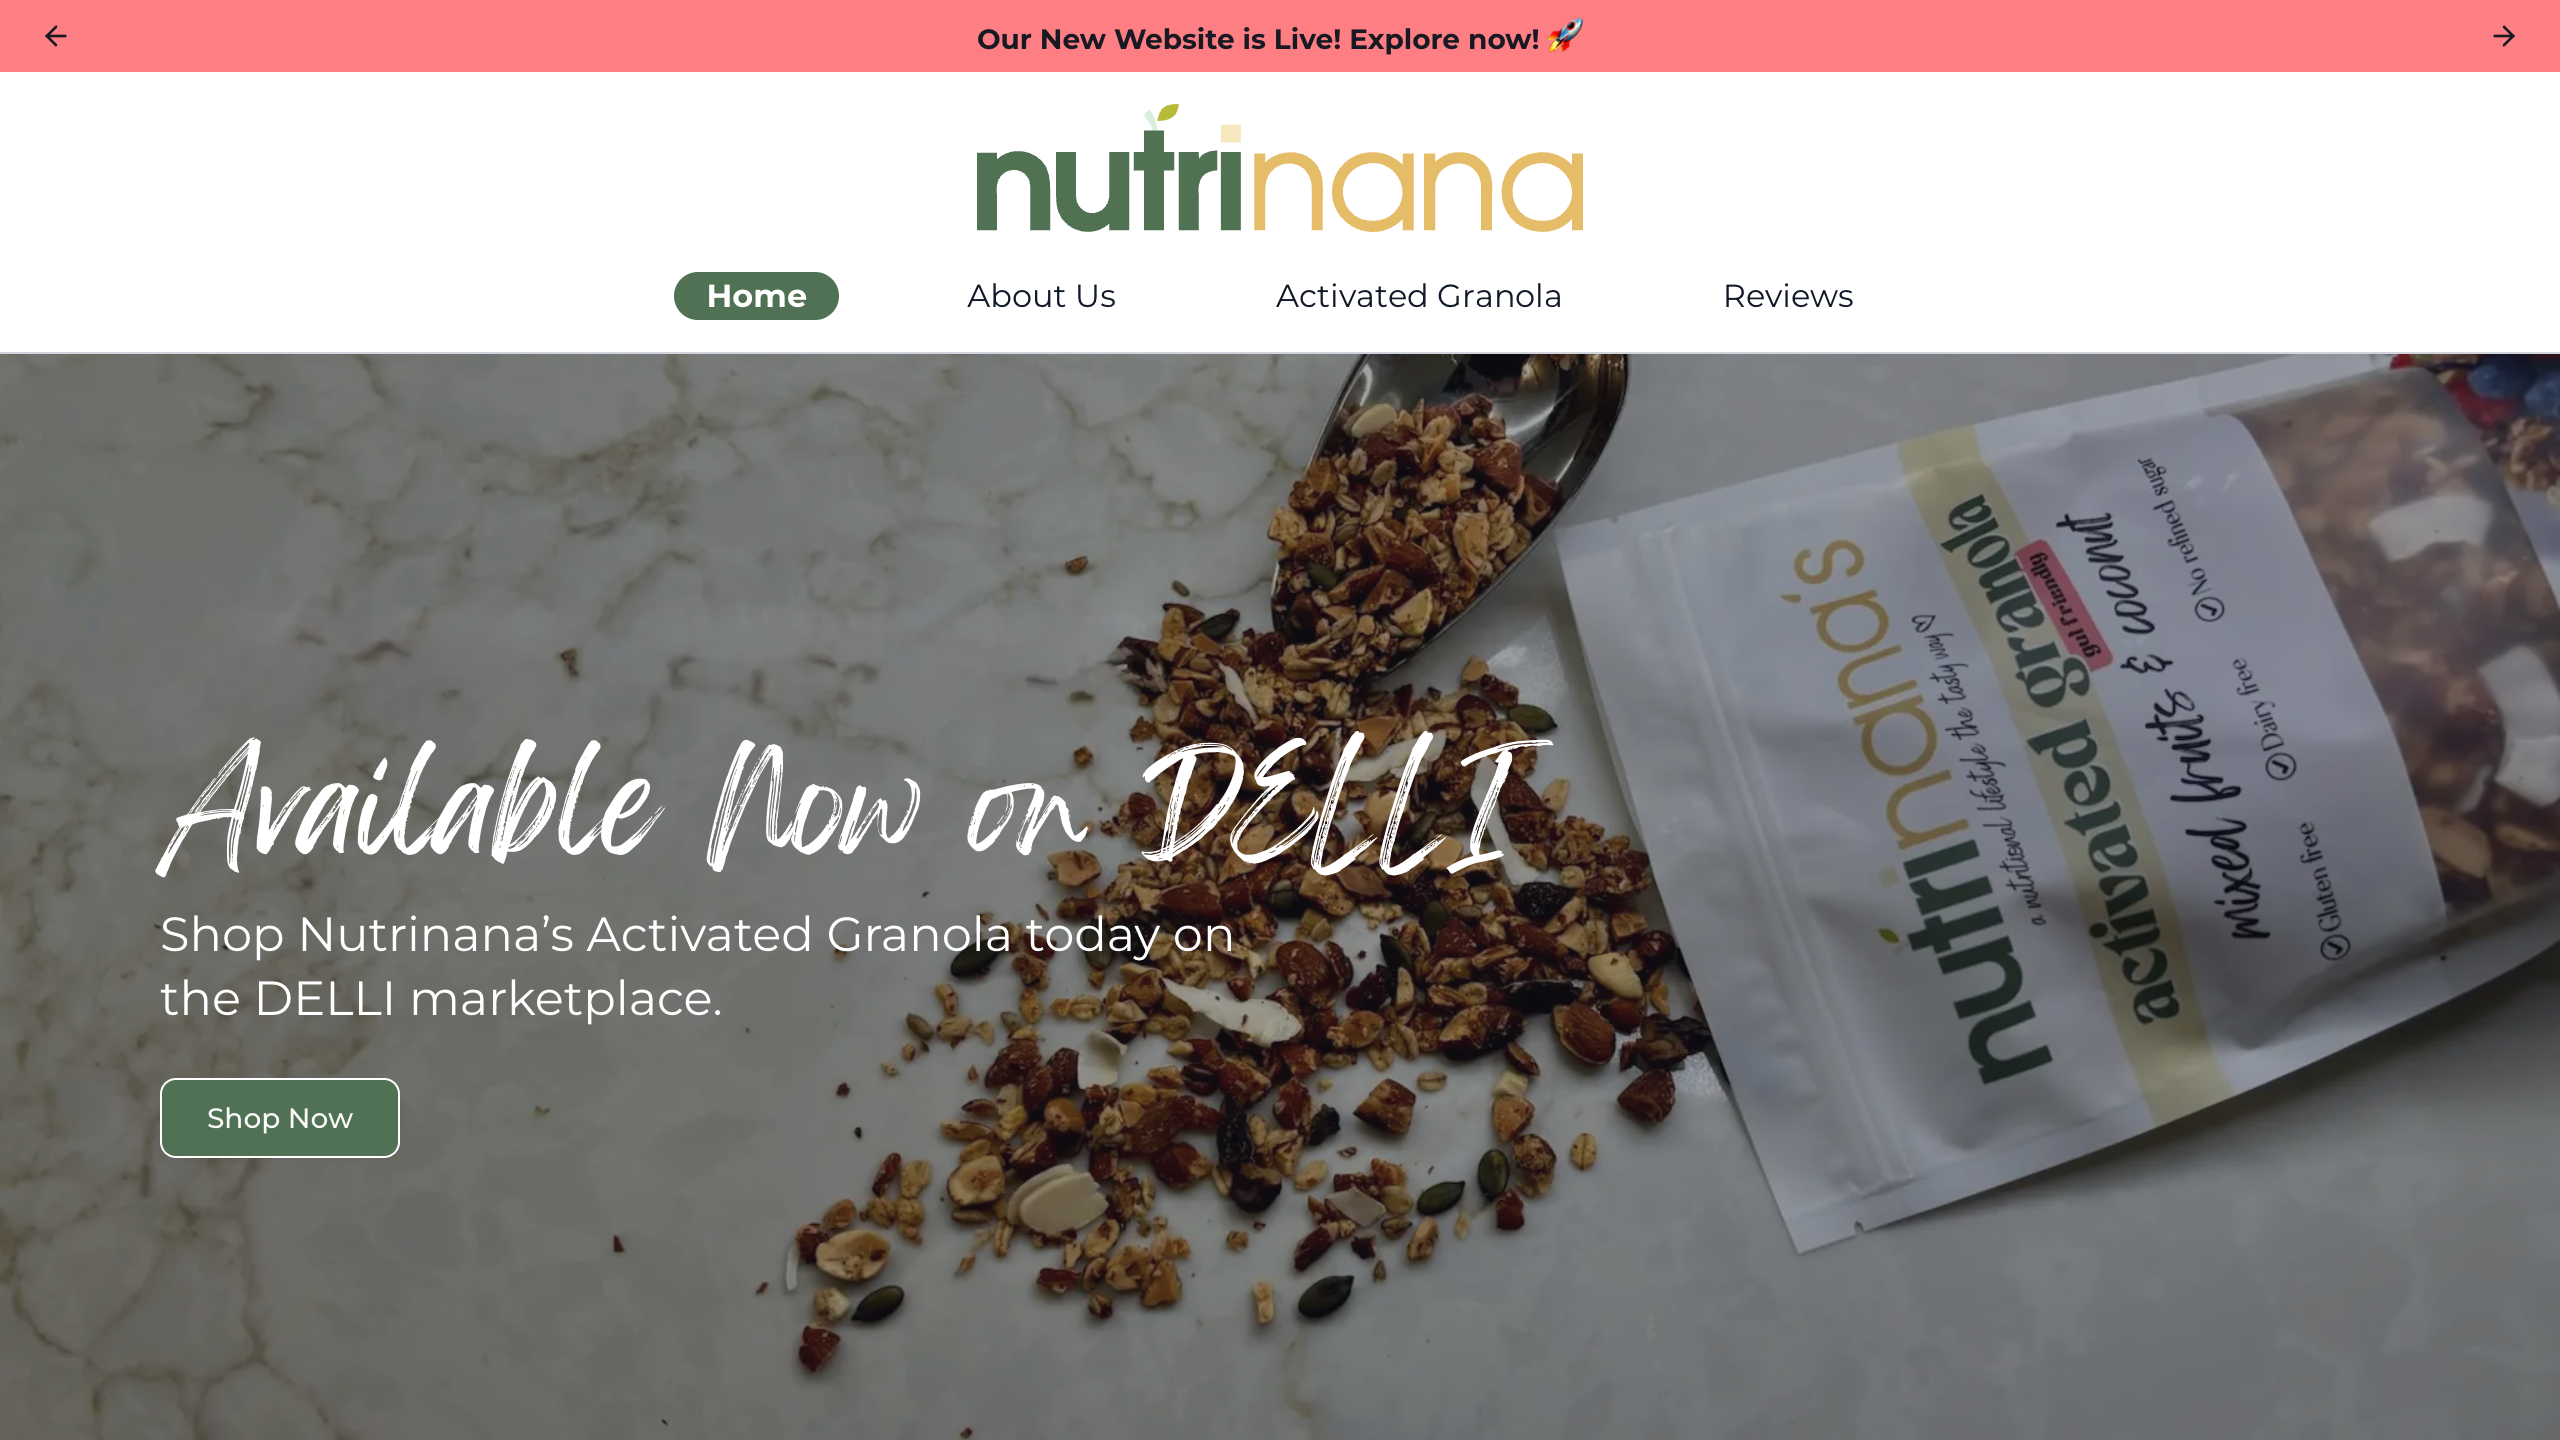 Our New Website is Live! Explore now! 🚀
nutrinana
Home
About Us
Activated Granola
Reviews
Available Now on DELLI
Shop Nutrinana’s Activated Granola today on
the DELLI marketplace.
Shop Now
nutrinana's
a nutritional lifestyle the tasty way
activated granola
gut friendly
mixed fruits & coconut
Gluten free
Dairy free
No refined sugar